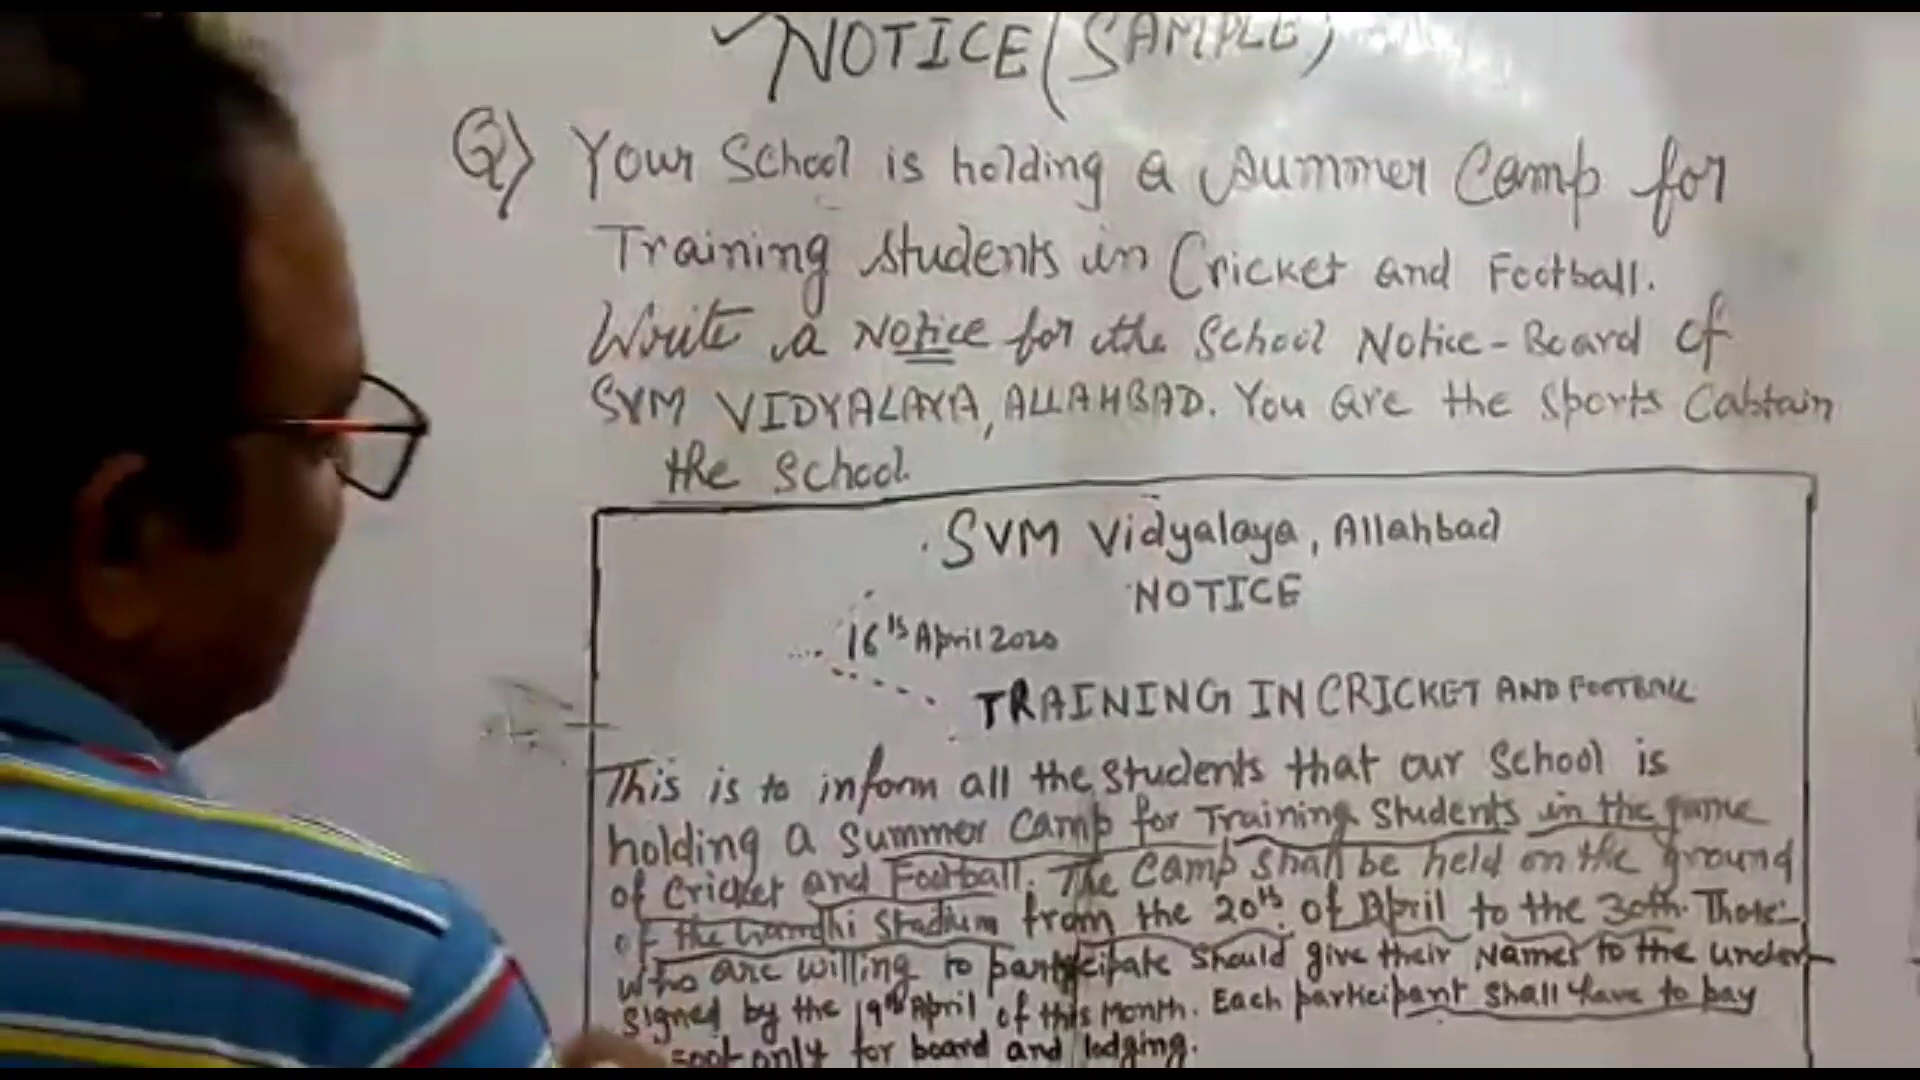 NOTICE (SAMPLE)
Q) Your School is holding a Summer Camp for
Training students in Cricket and Football.
Write a Notice for the School Notice-Board of
SVM VIDYALAYA, ALLAHBAD. You are the Sports Cabtain
the School.
SVM Vidyalaya, Allahbad
NOTICE
16th April 2020
TRAINING IN CRICKET AND FOOTBALL
This is to inform all the Students that our School is
holding a Summer Camp for Training Students in the game
of Cricket and Football. The Camp shall be held on the ground
of the Gandhi Stadium from the 20th of April to the 30th. Those
who are willing to participate should give their Names to the under-
signed by the 19th April of this Month. Each participant shall have to pay
only for board and lodging.